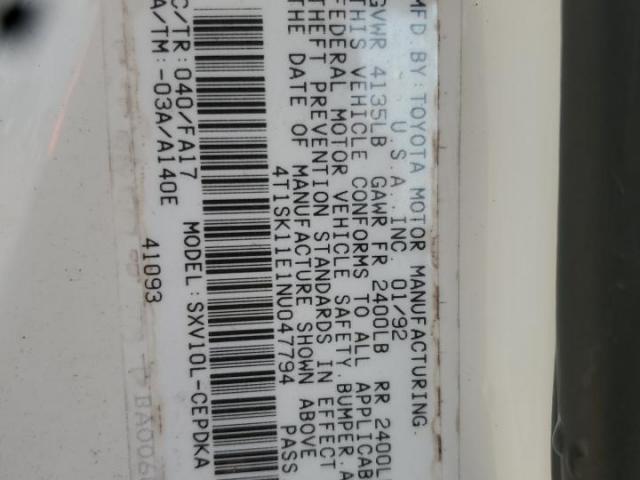 MFD. BY: TOYOTA MOTOR MANUFACTURING.
U S A INC. 01/92
GVWR 4135LB GAWR FR 2400LB RR 2400L
THIS VEHICLE CONFORMS TO ALL APPLICAB
FEDERAL MOTOR VEHICLE SAFETY. BUMPER. A
THEFT PREVENTION STANDARDS IN EFFECT
THE DATE OF MANUFACTURE SHOWN ABOVE
4T1SK11E1NU047794 PASS
C/TR: 040/FA17 MODEL: SXV10L-CEPDKA
A/TM: -03A/A140E
41093
BA006